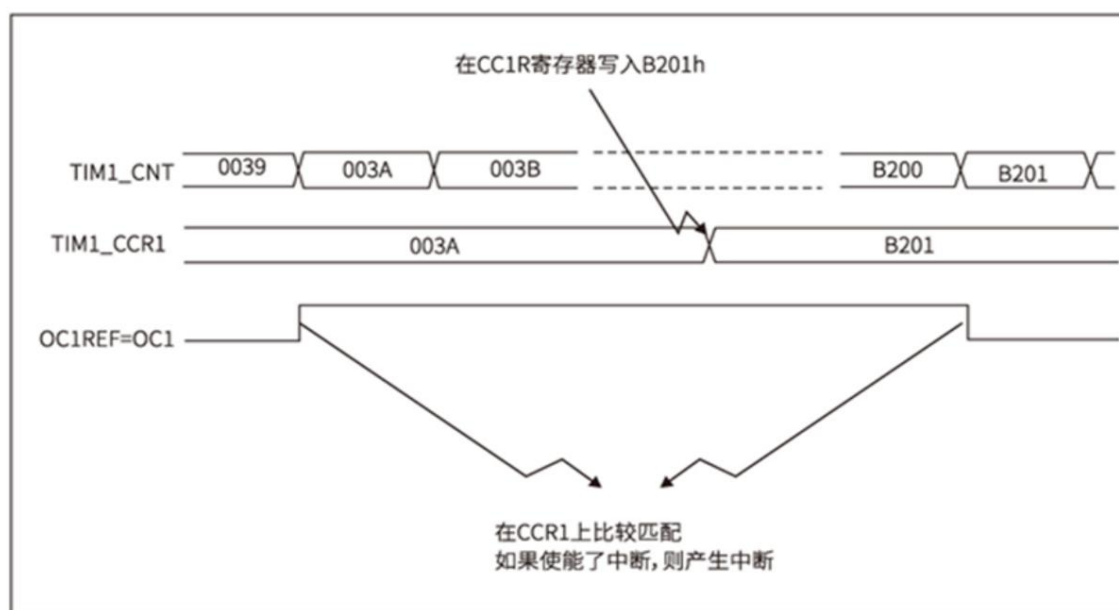 在CC1R寄存器写入B201h
TIM1_CNT 0039 003A 003B B200 B201
TIM1_CCR1 003A B201
OC1REF=OC1
在CCR1上比较匹配
如果使能了中断,则产生中断